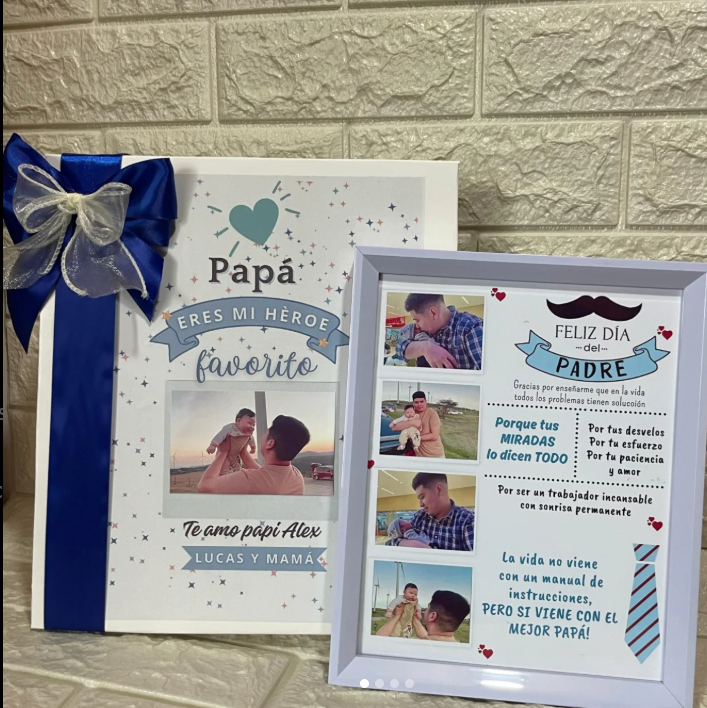 Papá
ERES MI HÈROE
favorito
Te amo papi Alex
LUCAS Y MAMÁ
FELIZ DÍA
del
PADRE
Gracias por enseñarme que en la vida
todos los problemas tienen solucción
Porque tus
MIRADAS
lo dicen TODO
Por tus desvelos
Por tu esfuerzo
Por tu paciencia
y amor
Por ser un trabajador incansable
con sonrisa permanente
La vida no viene
con un manual de
instrucciones,
PERO SI VIENE CON EL
MEJOR PAPÁ!